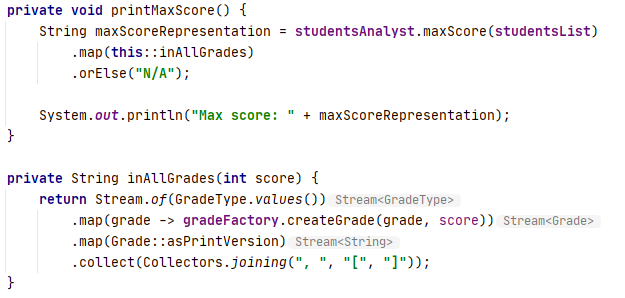 private void printMaxScore() {
    String maxScoreRepresentation = studentsAnalyst.maxScore(studentsList)
        .map(this::inAllGrades)
        .orElse("N/A");

    System.out.println("Max score: " + maxScoreRepresentation);
}

private String inAllGrades(int score) {
    return Stream.of(GradeType.values()) Stream<GradeType>
        .map(grade -> gradeFactory.createGrade(grade, score)) Stream<Grade>
        .map(Grade::asPrintVersion) Stream<String>
        .collect(Collectors.joining(", ", "[", "]"));
}